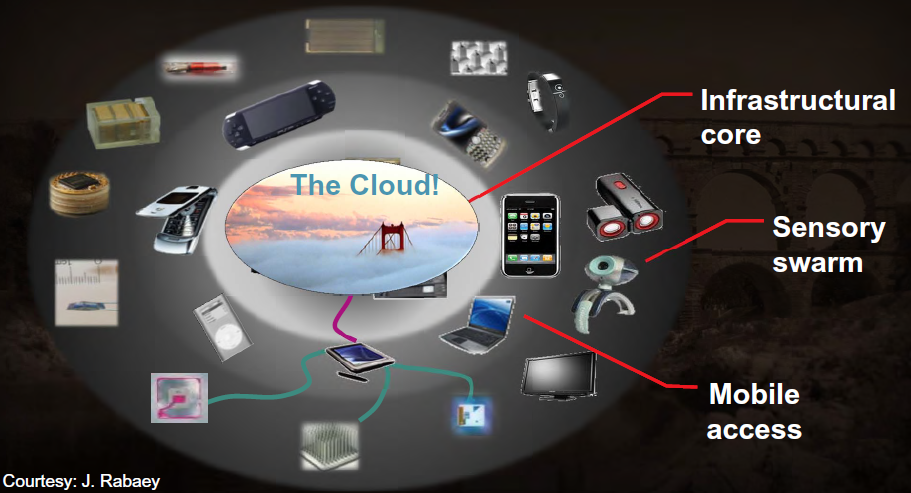 The Cloud!
Infrastructural
core
Sensory
swarm
Mobile
access
Courtesy: J. Rabaey